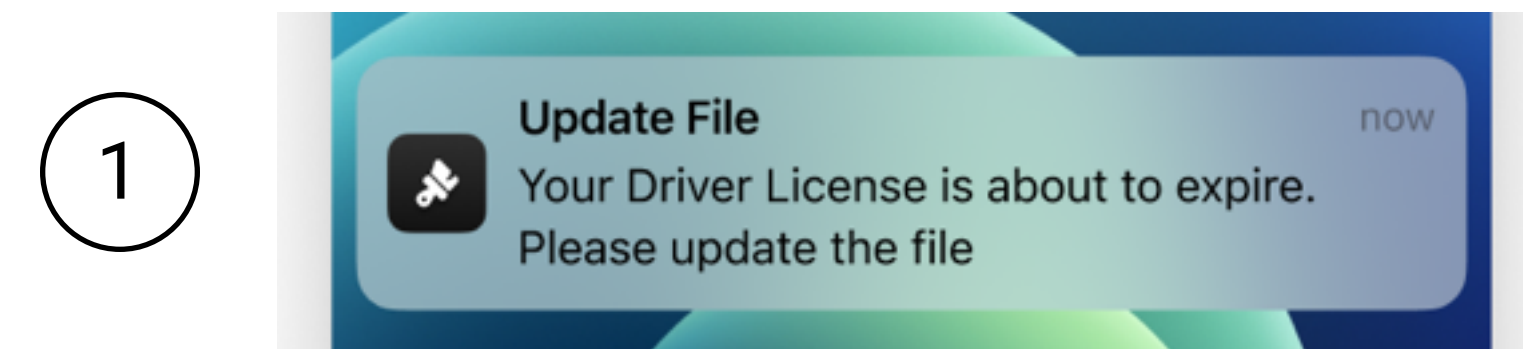 1
Update File
now
Your Driver License is about to expire.
Please update the file